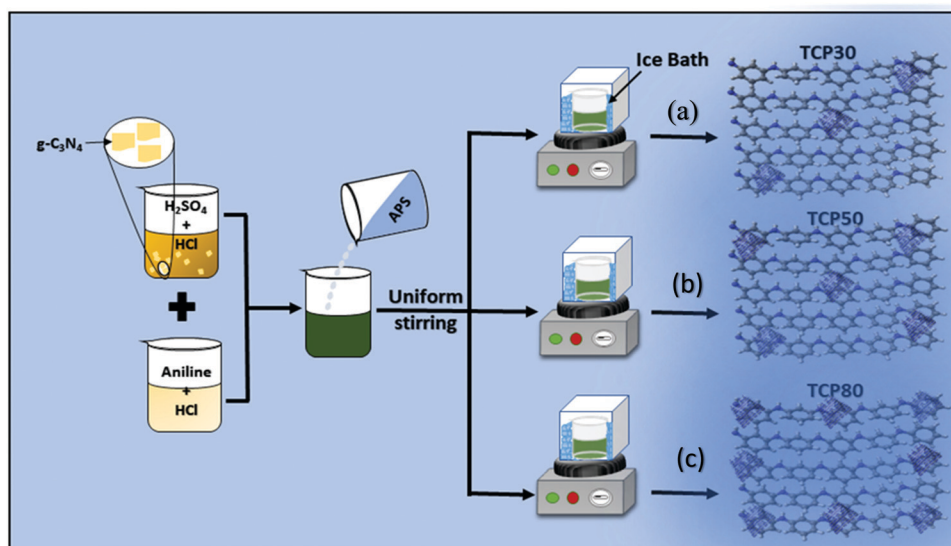 g-C₃N₄
H₂SO₄
+
HCl
Aniline
+
HCl
APS
Uniform
stirring
Ice Bath
(a)
TCP30
(b)
TCP50
(c)
TCP80